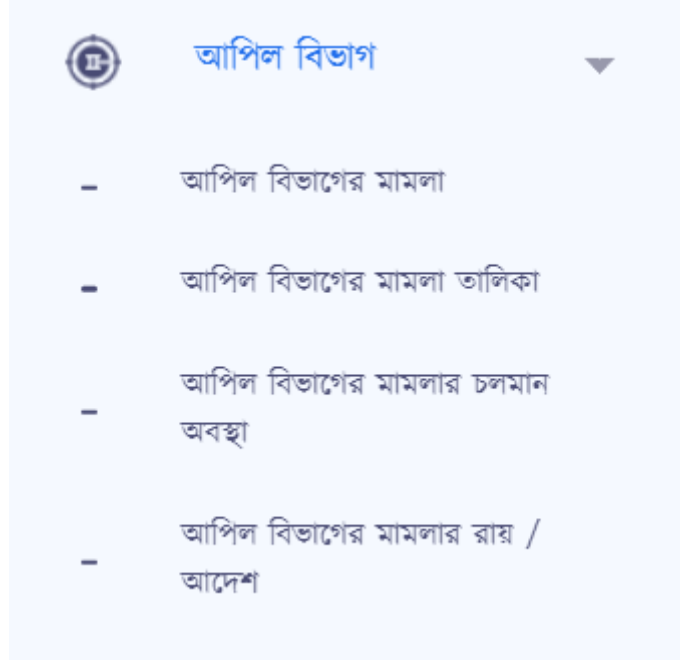 আপিল বিভাগ
- আপিল বিভাগের মামলা
- আপিল বিভাগের মামলা তালিকা
- আপিল বিভাগের মামলার চলমান
অবস্থা
- আপিল বিভাগের মামলার রায় /
আদেশ